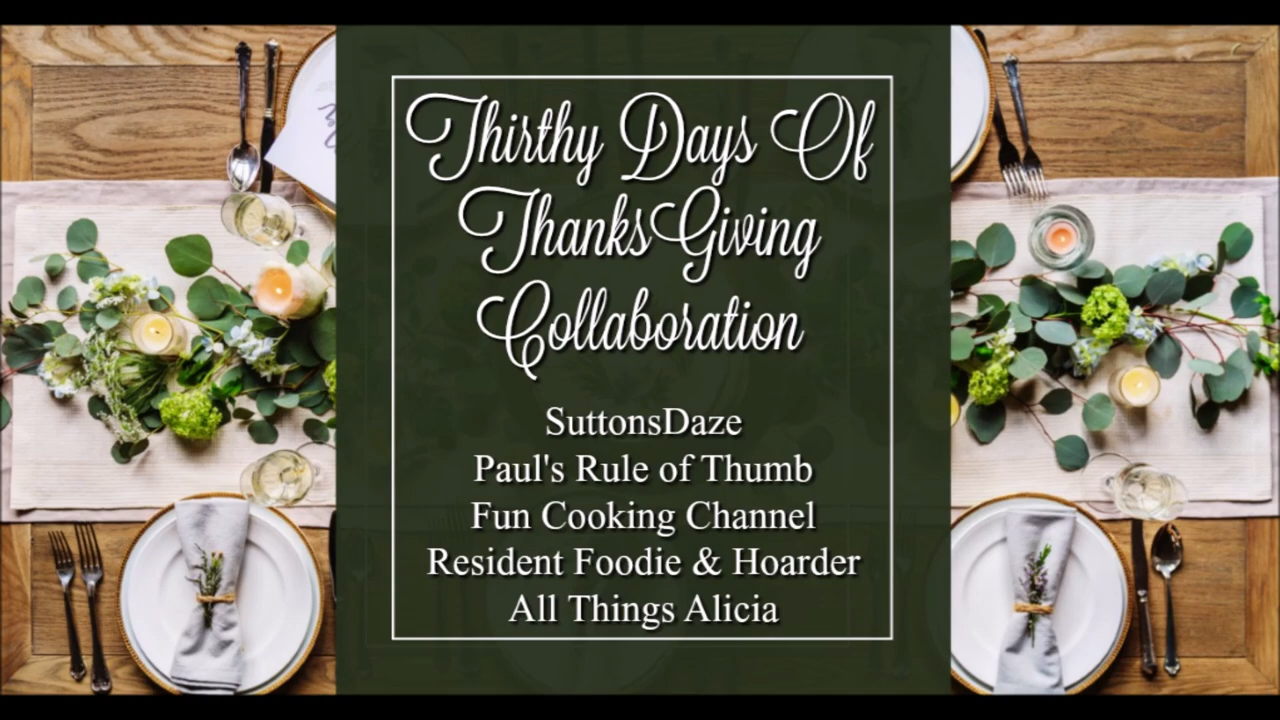 Thirthy Days Of
ThanksGiving
Collaboration
SuttonsDaze
Paul's Rule of Thumb
Fun Cooking Channel
Resident Foodie & Hoarder
All Things Alicia